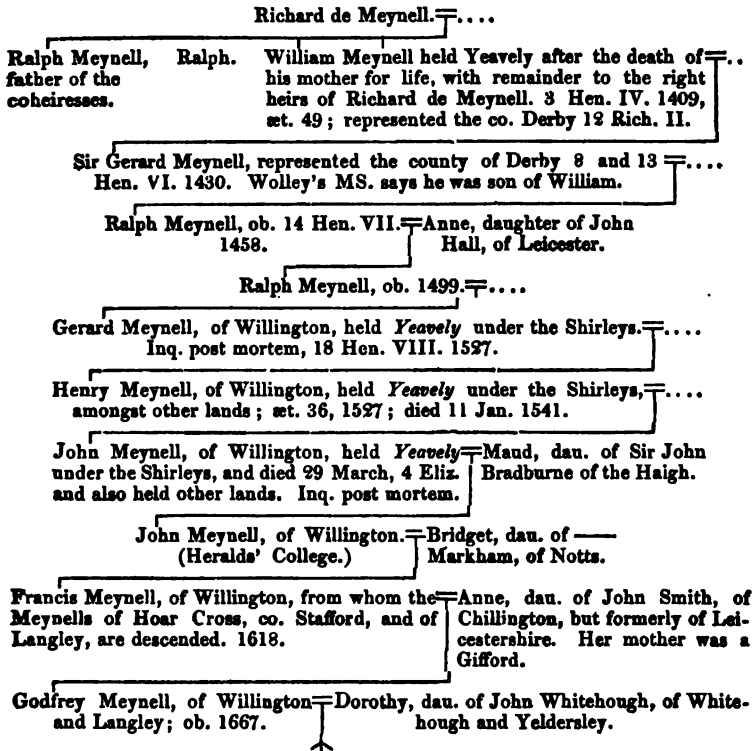 Richard de Meynell.=....
Ralph Meynell, father of the coheiresses.
Ralph.
William Meynell held Yeavely after the death of=..
his mother for life, with remainder to the right
heirs of Richard de Meynell. 3 Hen. IV. 1409,
æt. 49; represented the co. Derby 12 Rich. II.
Sir Gerard Meynell, represented the county of Derby 8 and 13=....
Hen. VI. 1430. Wolley's MS. says he was son of William.
Ralph Meynell, ob. 14 Hen. VII.=Anne, daughter of John
1458. Hall, of Leicester.
Ralph Meynell, ob. 1499.=....
Gerard Meynell, of Willington, held Yeavely under the Shirleys.=....
Inq. post mortem, 18 Hen. VIII. 1527.
Henry Meynell, of Willington, held Yeavely under the Shirleys,=....
amongst other lands; æt. 36, 1527; died 11 Jan. 1541.
John Meynell, of Willington, held Yeavely=Maud, dau. of Sir John
under the Shirleys, and died 29 March, 4 Eliz. Bradburne of the Haigh.
and also held other lands. Inq. post mortem.
John Meynell, of Willington.=Bridget, dau. of ——
(Heralds' College.) Markham, of Notts.
Francis Meynell, of Willington, from whom the=Anne, dau. of John Smith, of
Meynells of Hoar Cross, co. Stafford, and of Chillington, but formerly of Lei-
Langley, are descended. 1618. cestershire. Her mother was a
Gifford.
Godfrey Meynell, of Willington=Dorothy, dau. of John Whitehough, of White-
and Langley; ob. 1667. hough and Yeldersley.